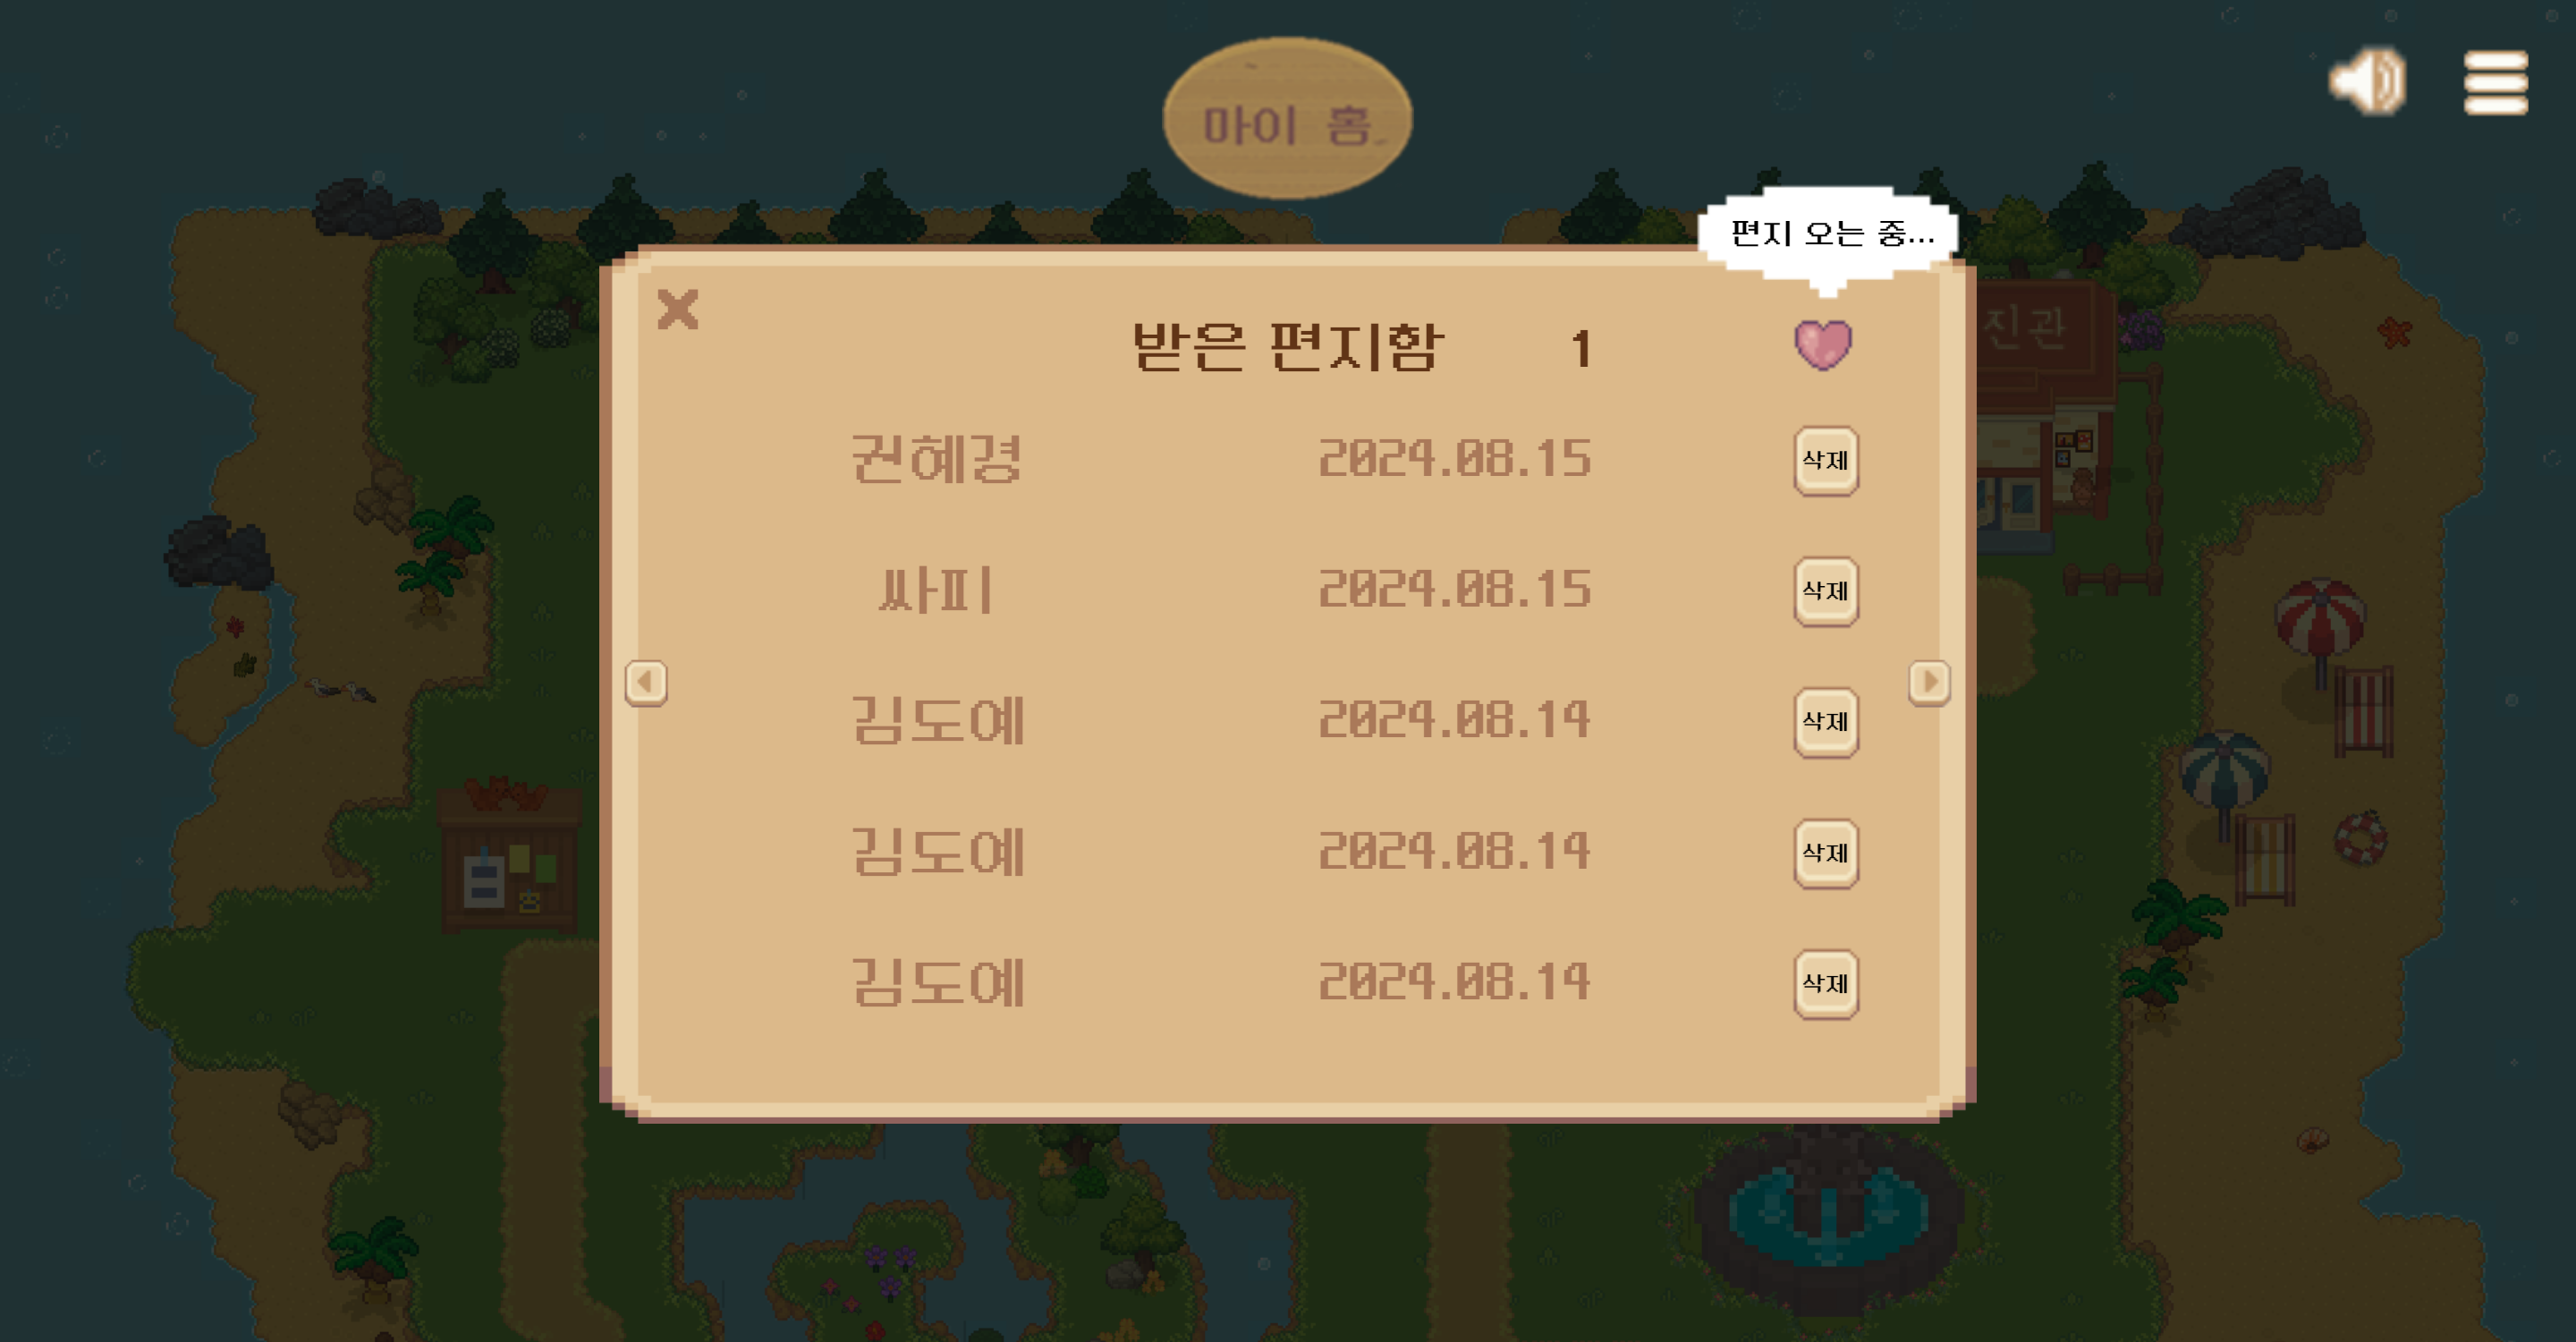 마이 홈
편지 오는 중...
받은 편지함 1
권혜경 2024.08.15 삭제
싸피 2024.08.15 삭제
김도예 2024.08.14 삭제
김도예 2024.08.14 삭제
김도예 2024.08.14 삭제
진관